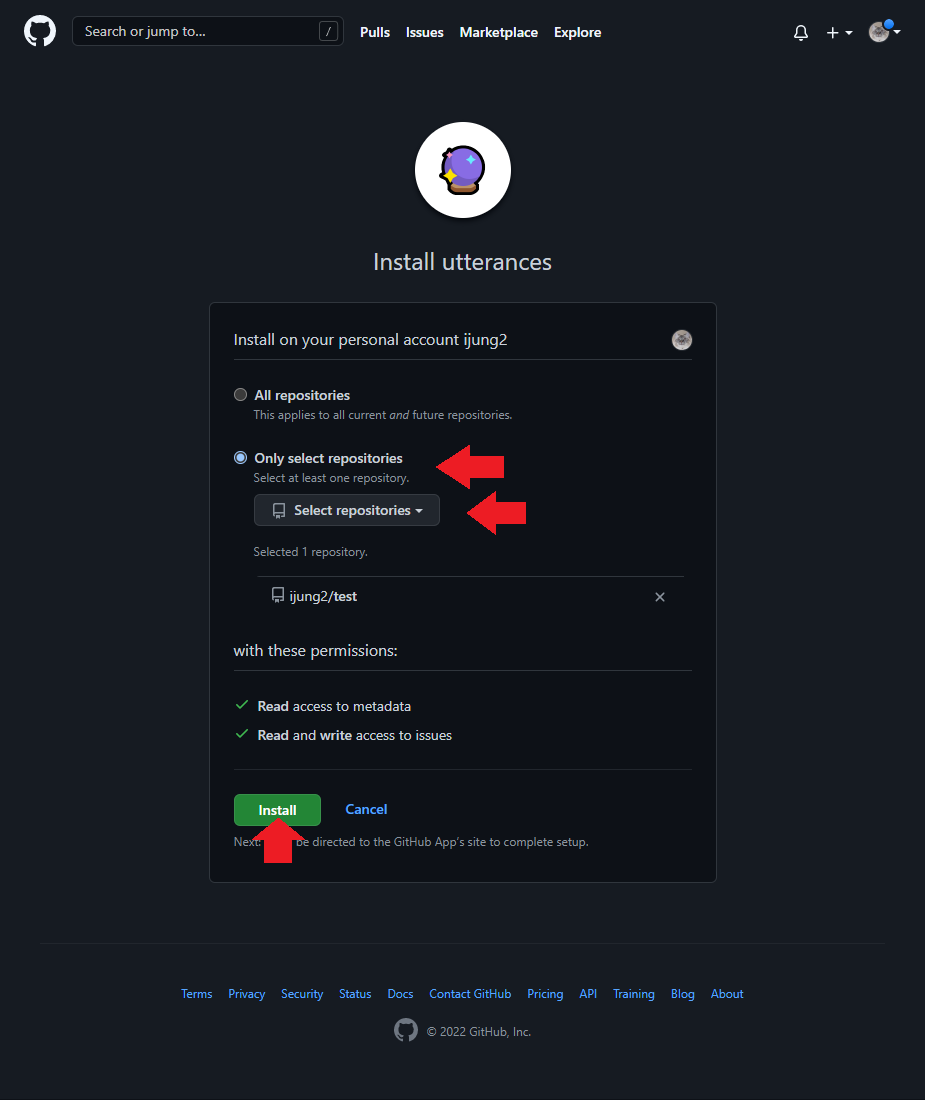 Search or jump to... / Pulls Issues Marketplace Explore
Install utterances
Install on your personal account ijung2
All repositories
This applies to all current and future repositories.
Only select repositories
Select at least one repository.
Select repositories
Selected 1 repository.
ijung2/test
with these permissions:
Read access to metadata
Read and write access to issues
Install Cancel
Next: be directed to the GitHub App's site to complete setup.
Terms Privacy Security Status Docs Contact GitHub Pricing API Training Blog About
© 2022 GitHub, Inc.